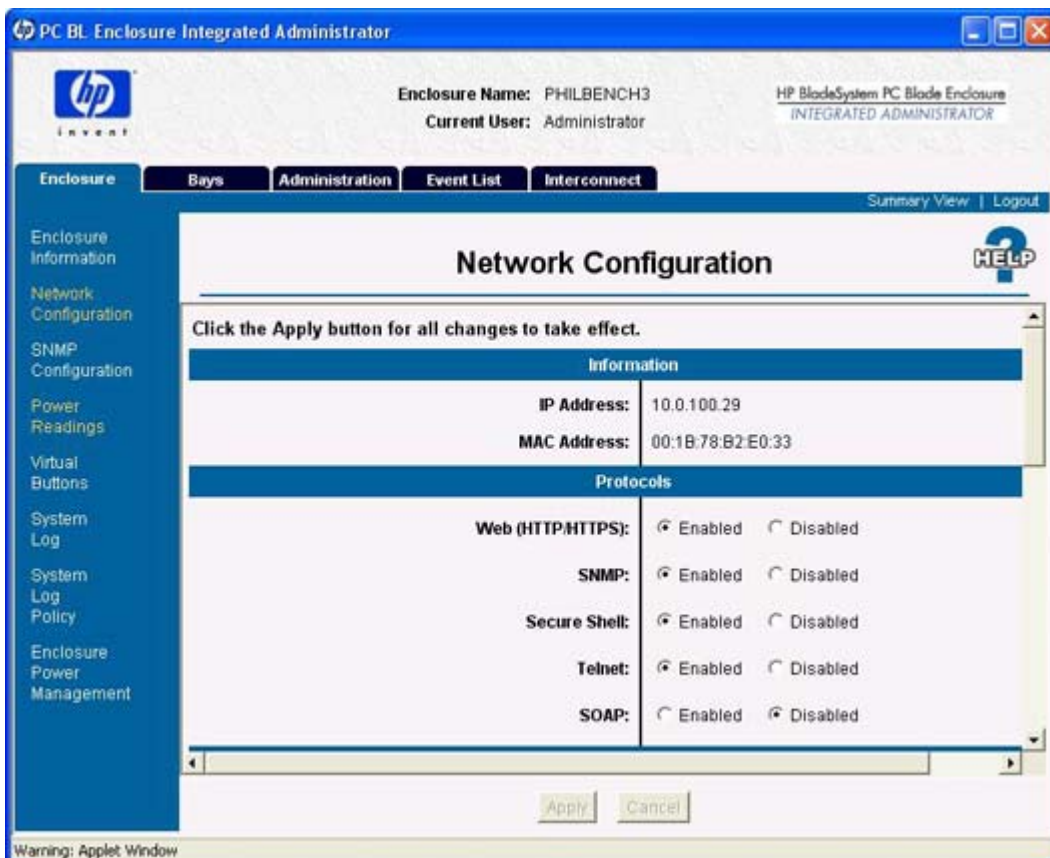 PC BL Enclosure Integrated Administrator
hp
invent
Enclosure Name: PHILBENCH3
Current User: Administrator
HP BladeSystem PC Blade Enclosure
INTEGRATED ADMINISTRATOR
Enclosure Bays Administration Event List Interconnect
Summary View | Logout
Enclosure
Information
Network
Configuration
SNMP
Configuration
Power
Readings
Virtual
Buttons
System
Log
System
Log
Policy
Enclosure
Power
Management
Network Configuration
? HELP
Click the Apply button for all changes to take effect.
Information
IP Address: 10.0.100.29
MAC Address: 00:1B:78:B2:E0:33
Protocols
Web (HTTP/HTTPS): Enabled Disabled
SNMP: Enabled Disabled
Secure Shell: Enabled Disabled
Telnet: Enabled Disabled
SOAP: Enabled Disabled
Apply Cancel
Warning: Applet Window